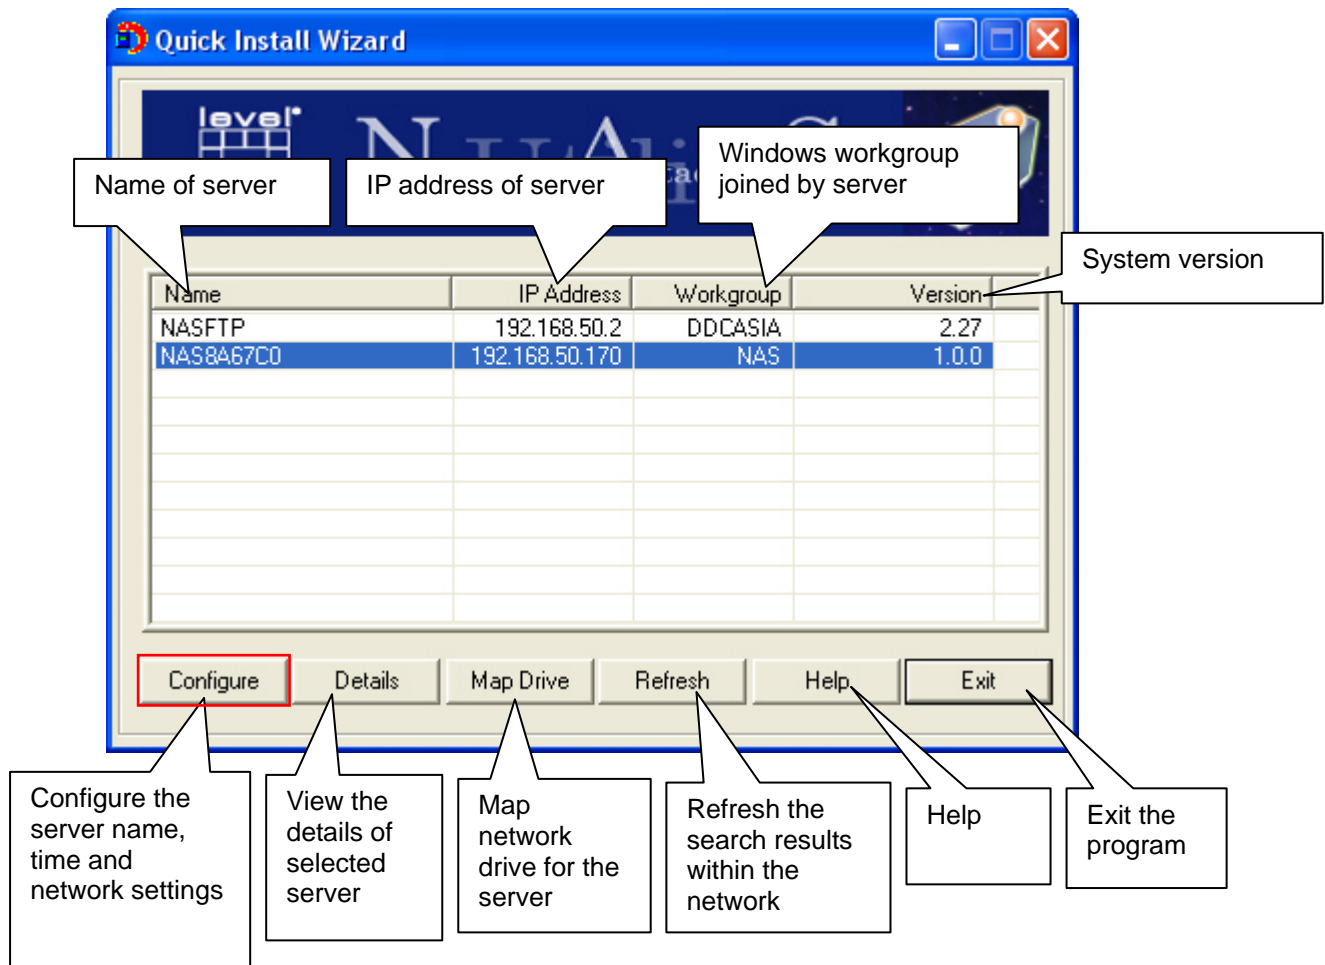 Quick Install Wizard
level
N A
Name of server
IP address of server
Windows workgroup
joined by server
System version
Name IP Address Workgroup Version
NASFTP 192.168.50.2 DDCASIA 2.27
NAS8A67C0 192.168.50.170 NAS 1.0.0
Configure Details Map Drive Refresh Help Exit
Configure the
server name,
time and
network settings
View the
details of
selected
server
Map
network
drive for the
server
Refresh the
search results
within the
network
Help
Exit the
program